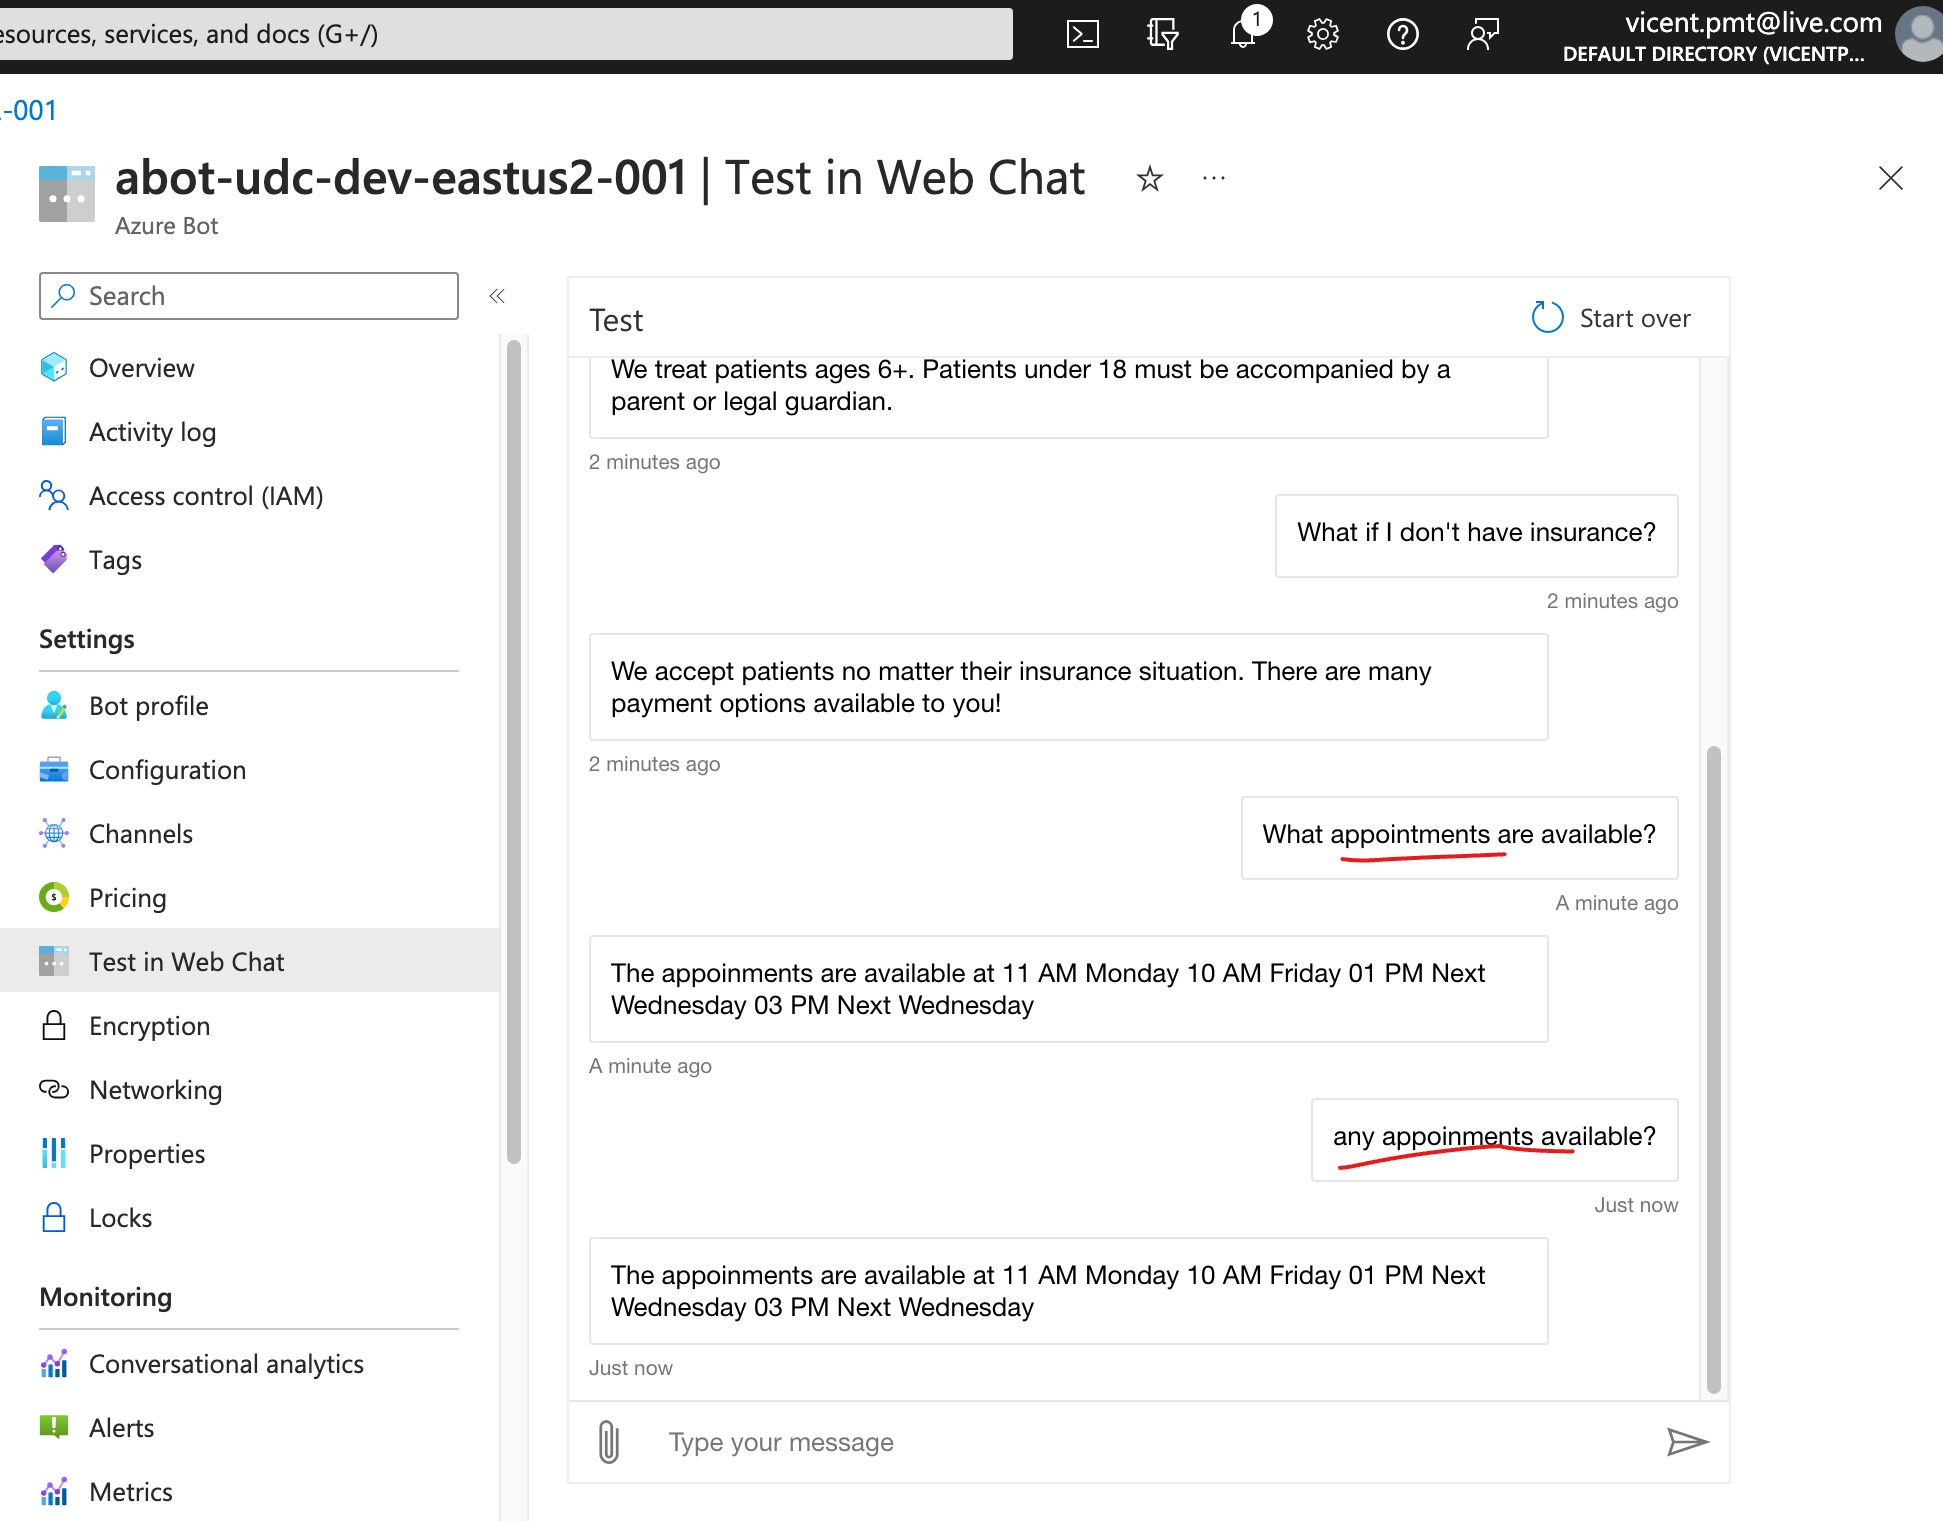 esources, services, and docs (G+/)
1
vicent.pmt@live.com
DEFAULT DIRECTORY (VICENTP...
-001
abot-udc-dev-eastus2-001 | Test in Web Chat
Azure Bot
Search
Overview
Activity log
Access control (IAM)
Tags
Settings
Bot profile
Configuration
Channels
Pricing
Test in Web Chat
Encryption
Networking
Properties
Locks
Monitoring
Conversational analytics
Alerts
Metrics
Test
Start over
We treat patients ages 6+. Patients under 18 must be accompanied by a
parent or legal guardian.
2 minutes ago
What if I don't have insurance?
2 minutes ago
We accept patients no matter their insurance situation. There are many
payment options available to you!
2 minutes ago
What appointments are available?
A minute ago
The appoinments are available at 11 AM Monday 10 AM Friday 01 PM Next
Wednesday 03 PM Next Wednesday
A minute ago
any appoinments available?
Just now
The appoinments are available at 11 AM Monday 10 AM Friday 01 PM Next
Wednesday 03 PM Next Wednesday
Just now
Type your message